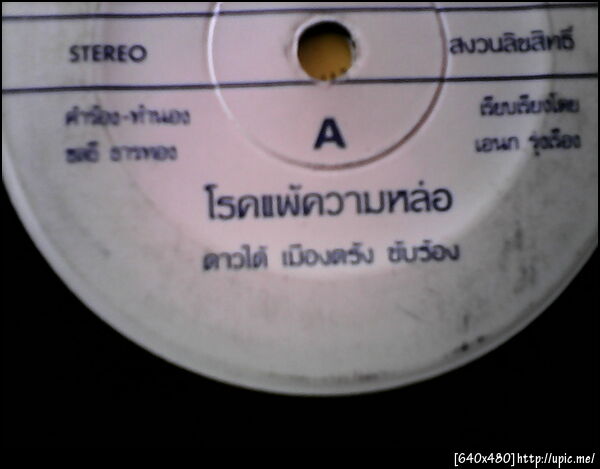 STEREO
สงวนลิขสิทธิ์
คำร้อง-ทำนอง
เรียบเรียงโดย
ชลธี ธารทอง
เอนก รุ่งเรือง
A
โรคแพ้ความหล่อ
ดาวใต้ เมืองตรัง ขับร้อง
[640x480]http://upic.me/